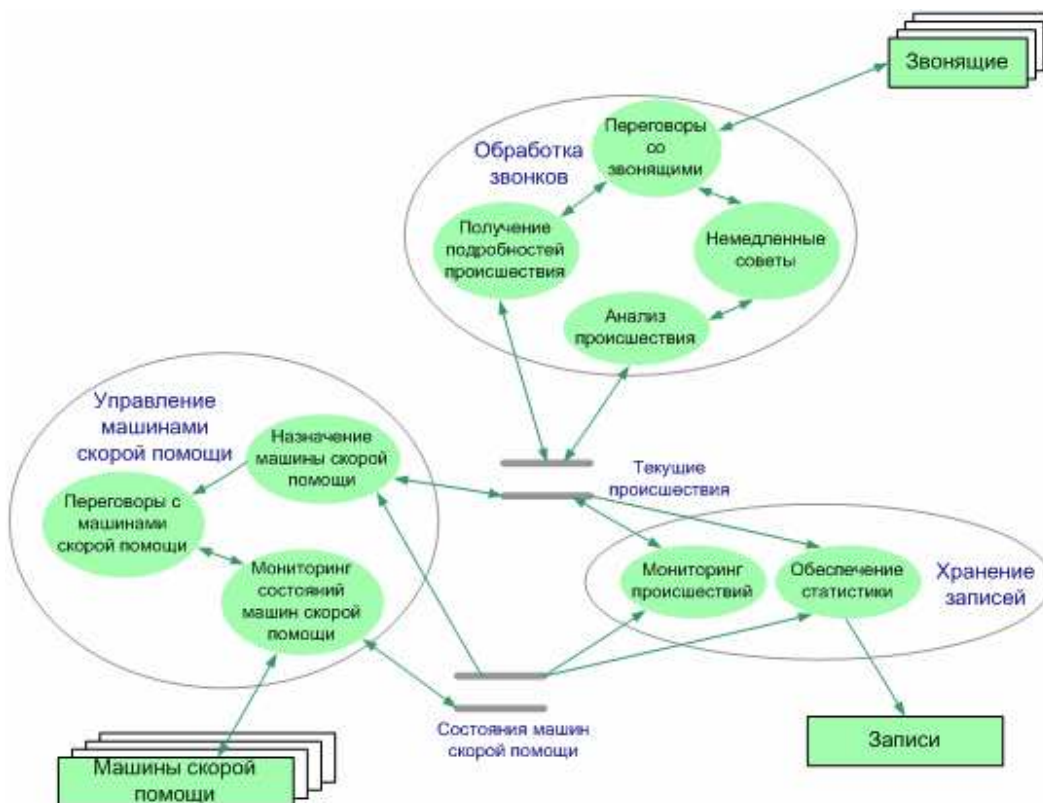 Звонящие
Обработка
звонков
Переговоры
со
звонящими
Получение
подробностей
происшествия
Немедленные
советы
Анализ
происшествия
Управление
машинами
скорой помощи
Назначение
машины скорой
помощи
Переговоры с
машинами
скорой помощи
Мониторинг
состояний
машин скорой
помощи
Текушие
происшествия
Мониторинг
происшествий
Обеспечение
статистики
Хранение
записей
Состояния машин
скорой помощи
Записи
Машины скорой
помощи